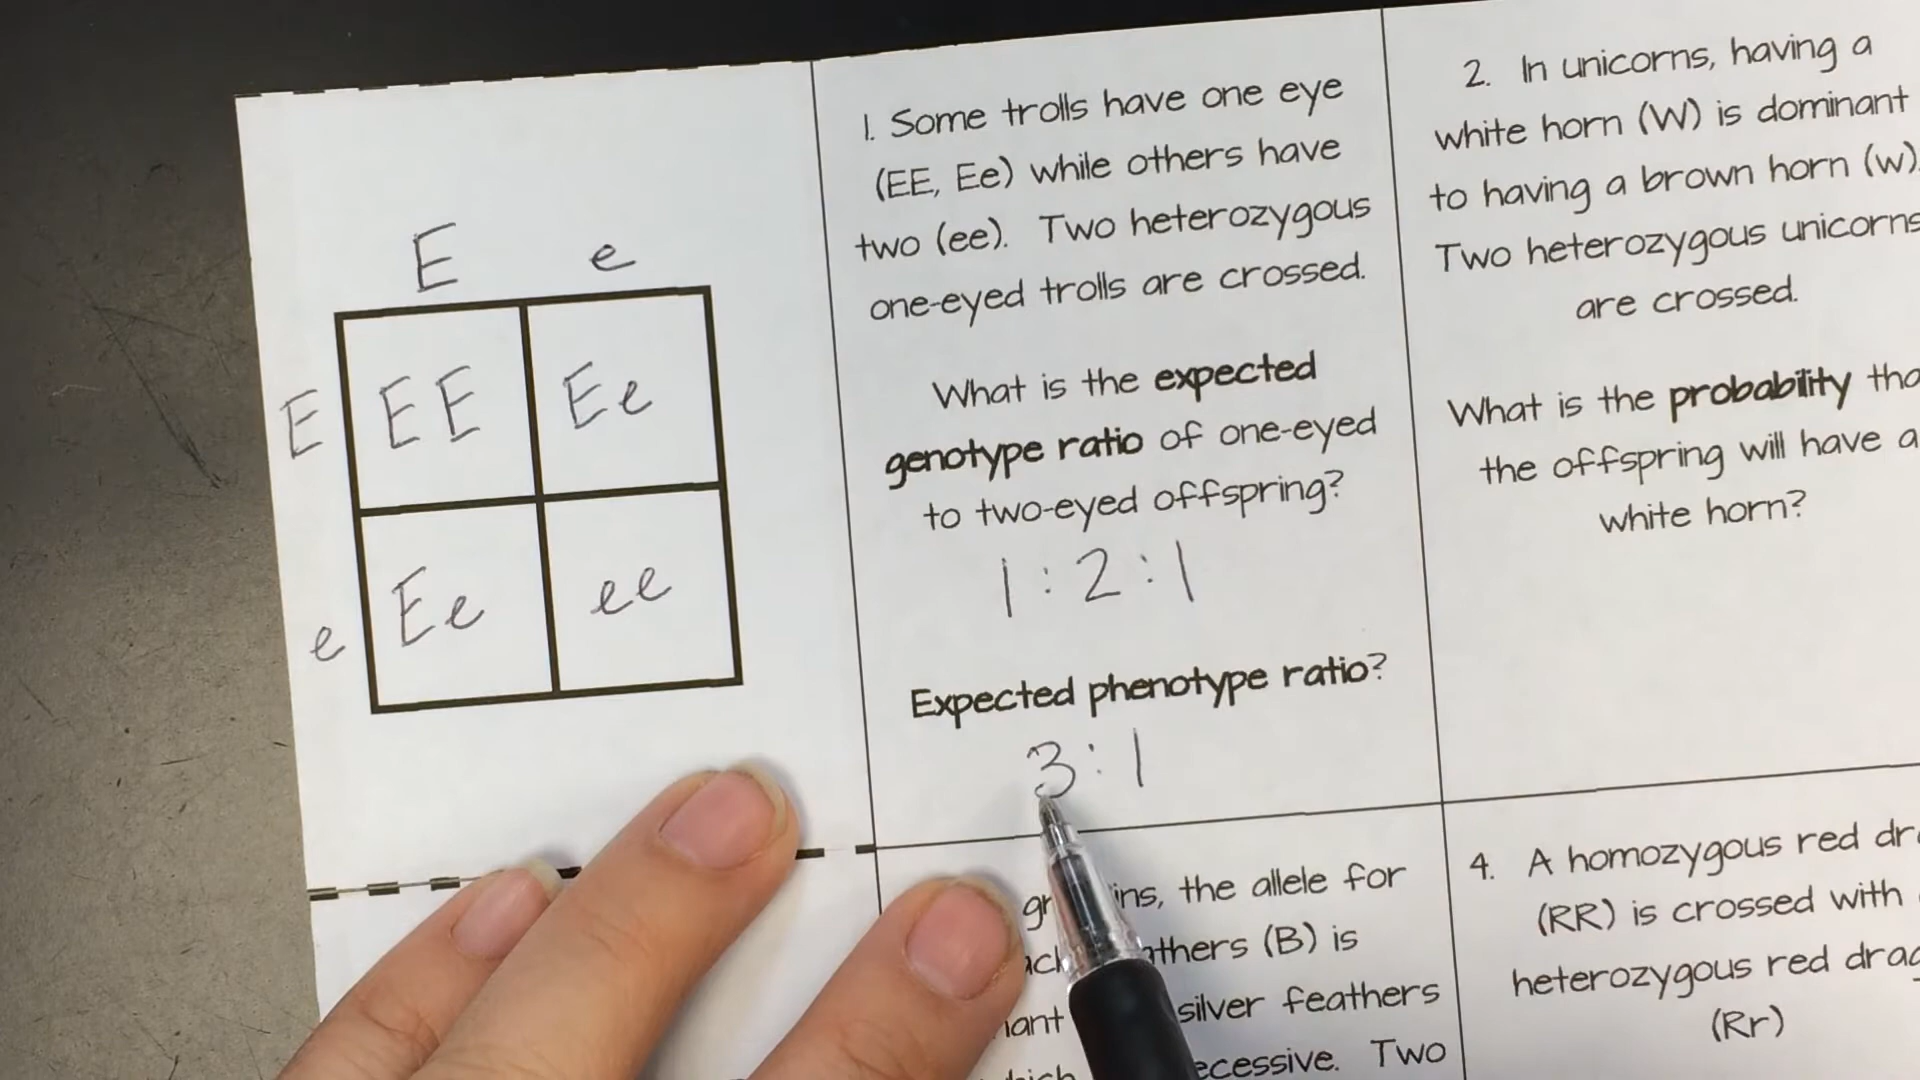 E e
E EE Ee
e Ee ee
1. Some trolls have one eye
(EE, Ee) while others have
two (ee). Two heterozygous
one-eyed trolls are crossed.
What is the expected
genotype ratio of one-eyed
to two-eyed offspring?
1:2:1
Expected phenotype ratio?
3:1
2. In unicorns, having a
white horn (W) is dominant
to having a brown horn (w).
Two heterozygous unicorns
are crossed.
What is the probability
the offspring will have a
white horn?
the allele for
(B) is
silver feathers
Two
4. A homozygous red
(RR) is crossed with
heterozygous red
(Rr)